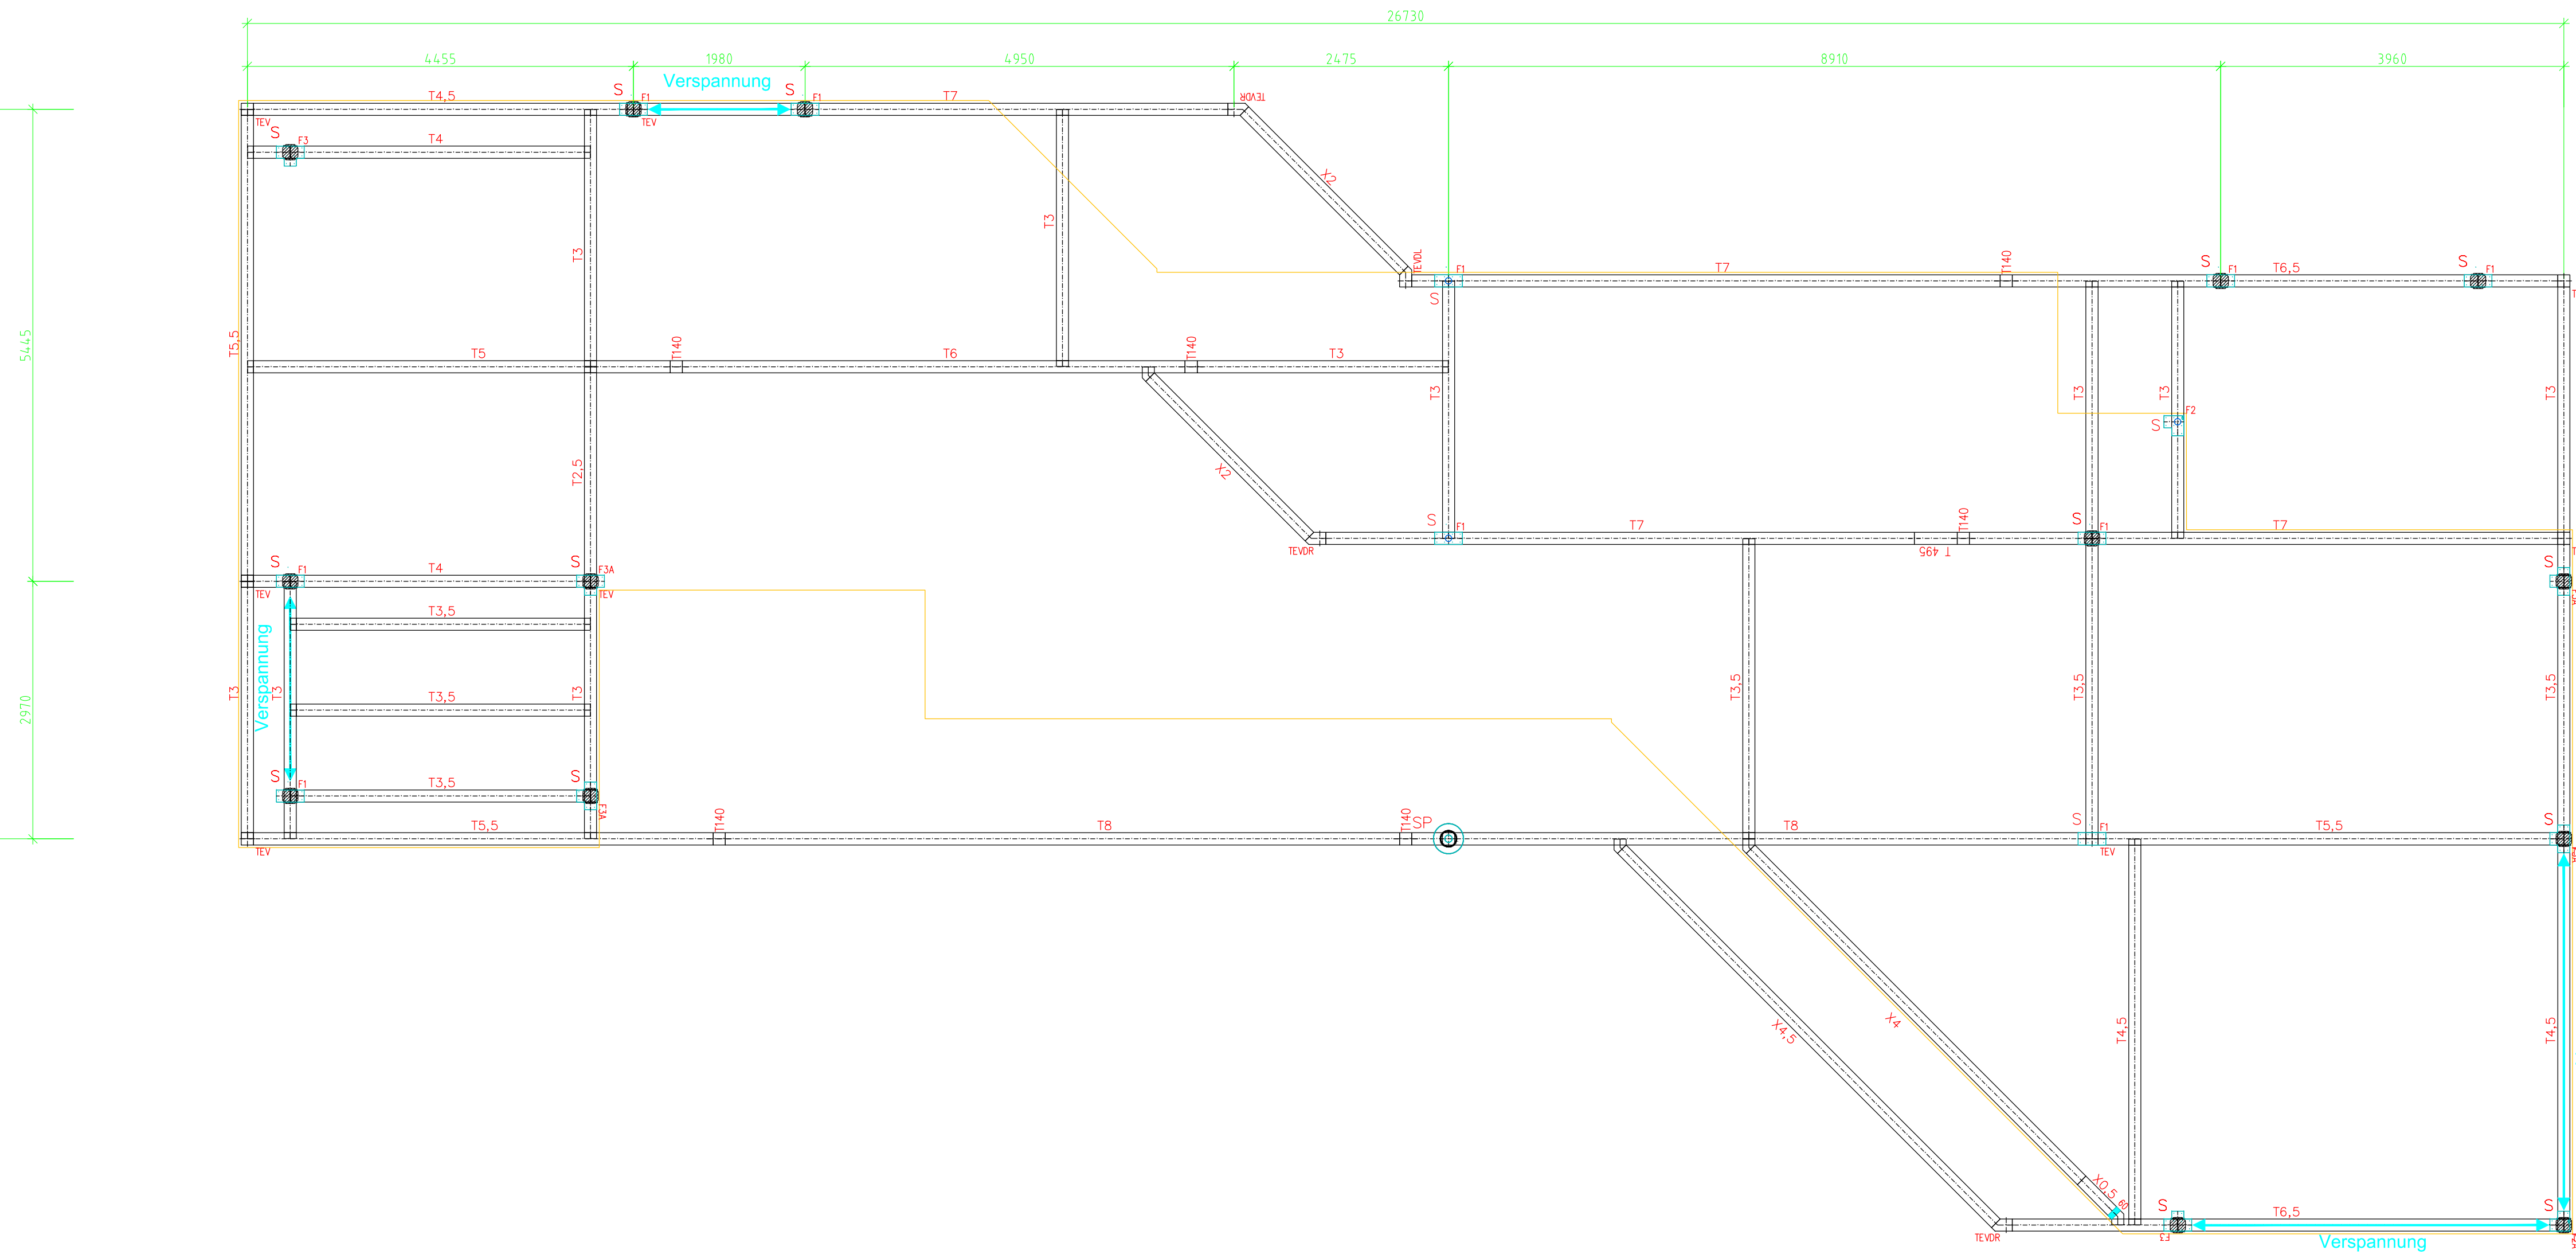 26730
4455 1980 4950 2475 8910 3960
Verspannung
S S
T4,5 F1 F1 T7 TEVDR
TEV TEV
S
F3 T4
X2
T3
T3
TEVDL
F1 T7 T140 S F1 T6,5 S F1
S
5445
T5,5
T5 T140 T6 T140 T3
T3 T3 T3 T3
F2
S
T2,5
X2
S F1 T7 T 495 T140 S F1 T7
TEVDR
S F1 T4 S F3A
TEV TEV
S
T3,5
Verspannung
2970
T3 T3 T3
T3,5
T3,5 T3,5 T3,5
S F1 T3,5 S
F3A
T5,5 T140 T8 T140 SP T8 S F1 T5,5 S
TEV TEV
X4,5
X4
T4,5 T4,5
X0,5 60
S S
T6,5
TEVDR F3
Verspannung